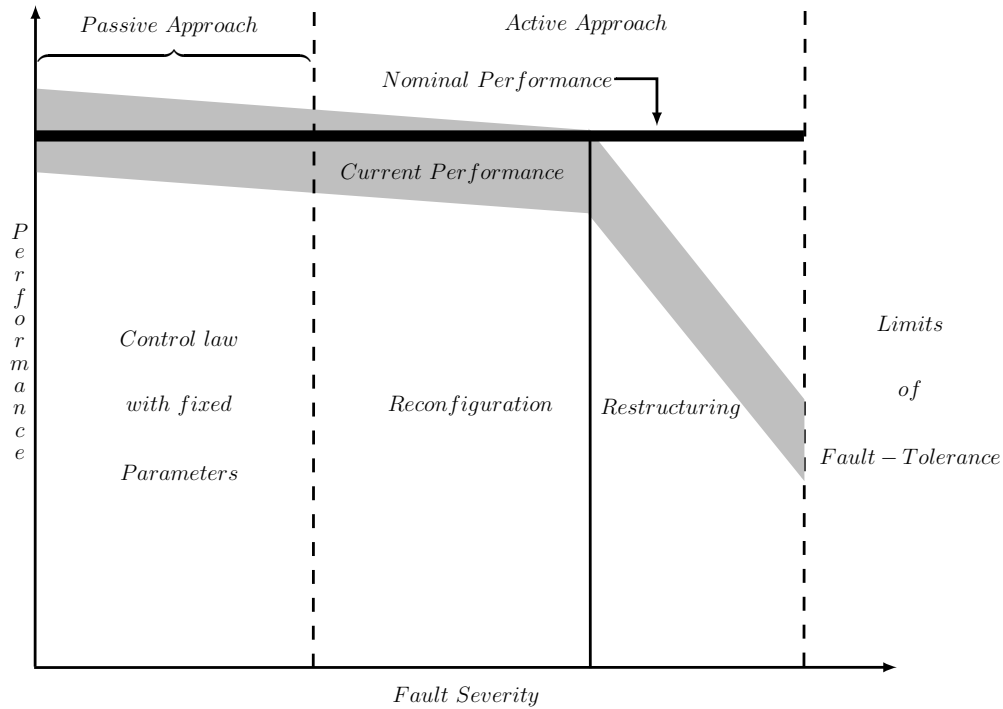 Passive Approach
Active Approach
Nominal Performance
Current Performance
Performance
Control law
with fixed
Parameters
Reconfiguration
Restructuring
Limits
of
Fault − Tolerance
Fault Severity